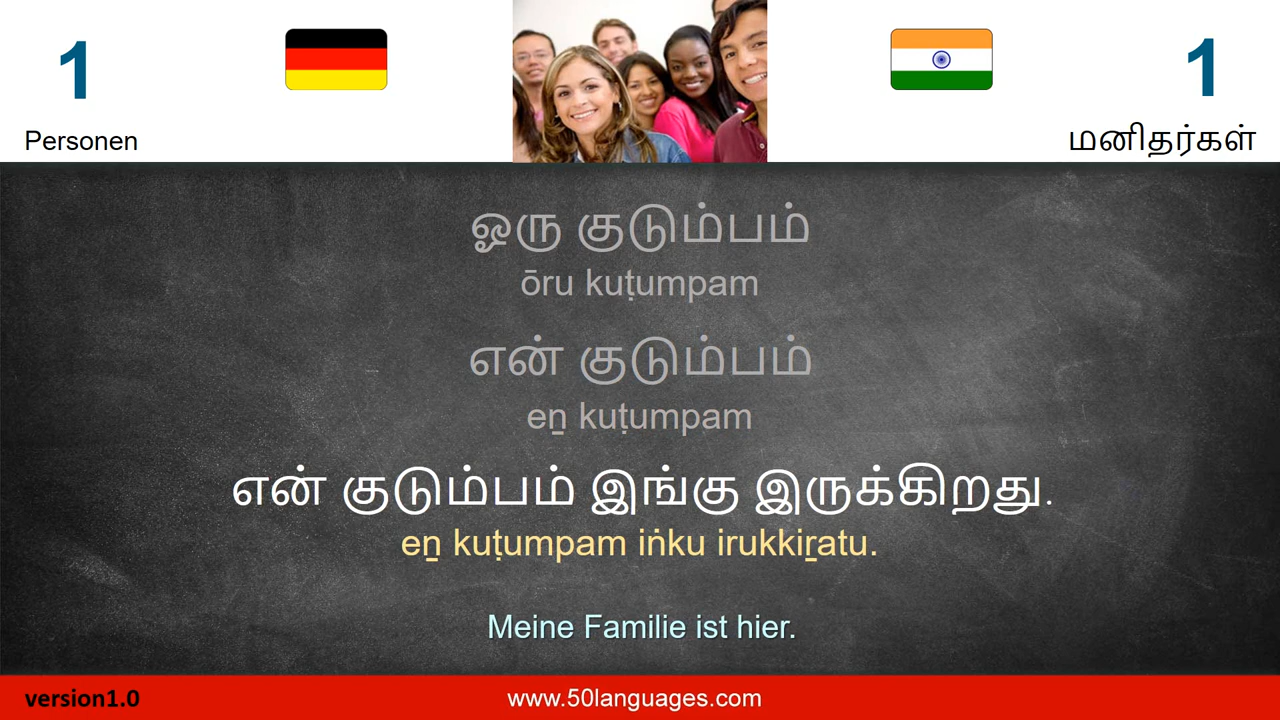 1
1
Personen
மனிதர்கள்
ஓரு குடும்பம்
ōru kuṭumpam
என் குடும்பம்
eṉ kuṭumpam
என் குடும்பம் இங்கு இருக்கிறது.
eṉ kuṭumpam iṅku irukkiṟatu.
Meine Familie ist hier.
version1.0
www.50languages.com